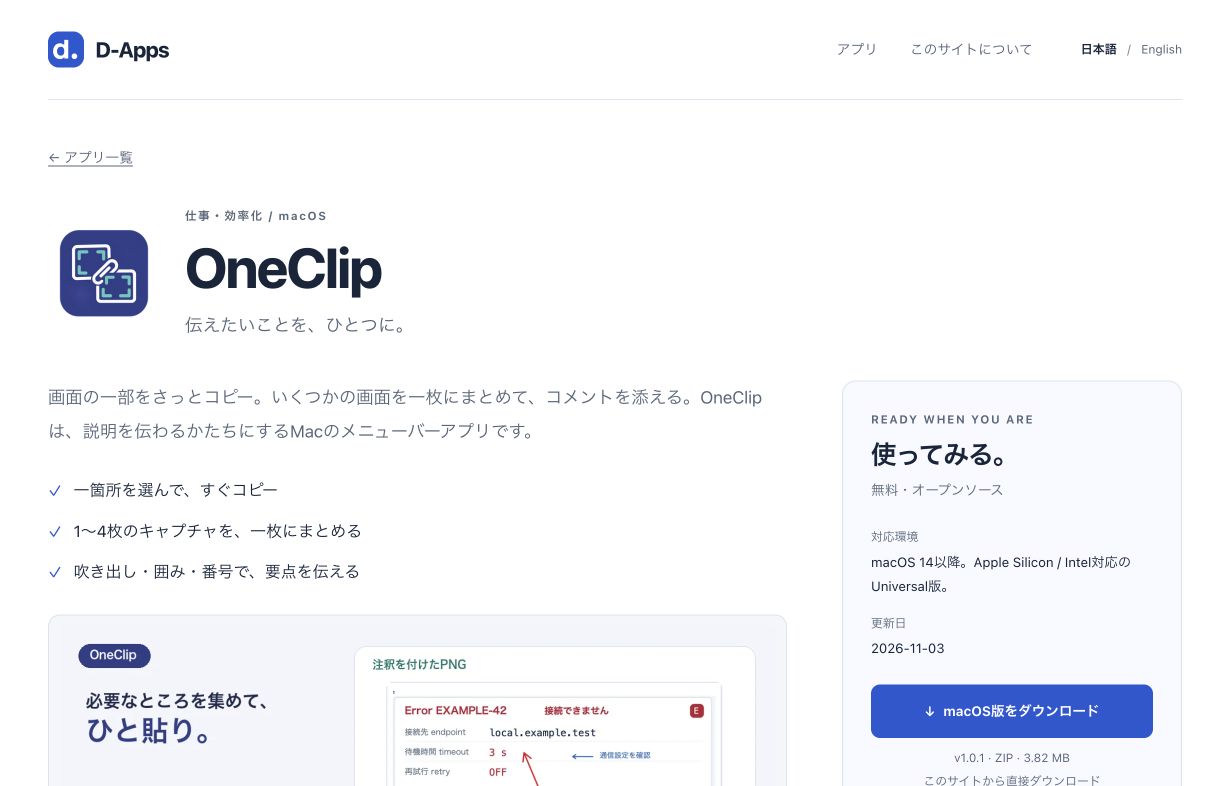 d. D-Apps
アプリ このサイトについて 日本語 / English
← アプリ一覧
仕事・効率化 / macOS
OneClip
伝えたいことを、ひとつに。
画面の一部をさっとコピー。いくつかの画面を一枚にまとめて、コメントを添える。OneClip
は、説明を伝わるかたちにするMacのメニューバーアプリです。
✓ 一箇所を選んで、すぐコピー
✓ 1〜4枚のキャプチャを、一枚にまとめる
✓ 吹き出し・囲み・番号で、要点を伝える
OneClip
必要なところを集めて、
ひと貼り。
注釈を付けたPNG
Error EXAMPLE-42 接続できません E
接続先 endpoint local.example.test
待機時間 timeout 3 s ← 通信設定を確認
再試行 retry OFF
READY WHEN YOU ARE
使ってみる。
無料・オープンソース
対応環境
macOS 14以降。Apple Silicon / Intel対応の
Universal版。
更新日
2026-11-03
↓ macOS版をダウンロード
v1.0.1 · ZIP · 3.82 MB
このサイトから直接ダウンロード